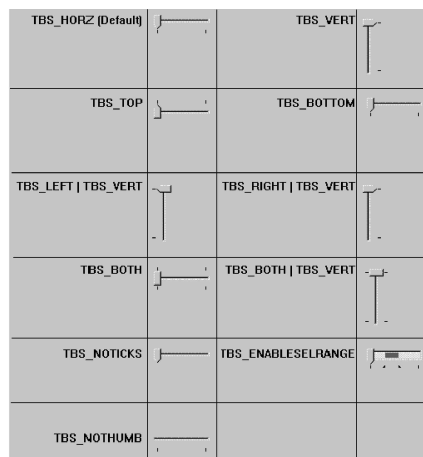 TBS_HORZ (Default)
TBS_VERT
TBS_TOP
TBS_BOTTOM
TBS_LEFT | TBS_VERT
TBS_RIGHT | TBS_VERT
TBS_BOTH
TBS_BOTH | TBS_VERT
TBS_NOTICKS
TBS_ENABLESELRANGE
TBS_NOTHUMB